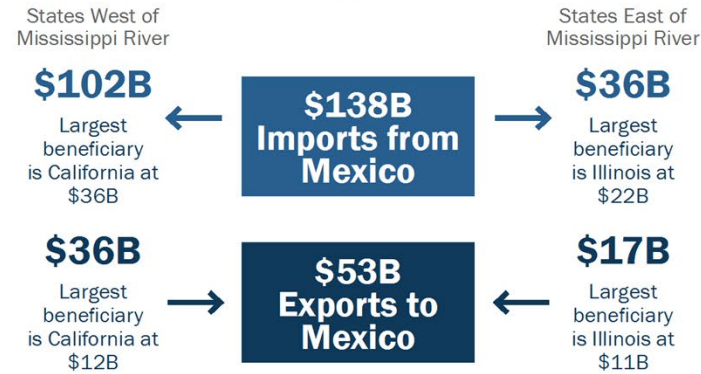 States West of
Mississippi River
States East of
Mississippi River
$102B
Largest
beneficiary
is California at
$36B
$138B
Imports from
Mexico
$36B
Largest
beneficiary
is Illinois at
$22B
$36B
Largest
beneficiary
is California at
$12B
$53B
Exports to
Mexico
$17B
Largest
beneficiary
is Illinois at
$11B